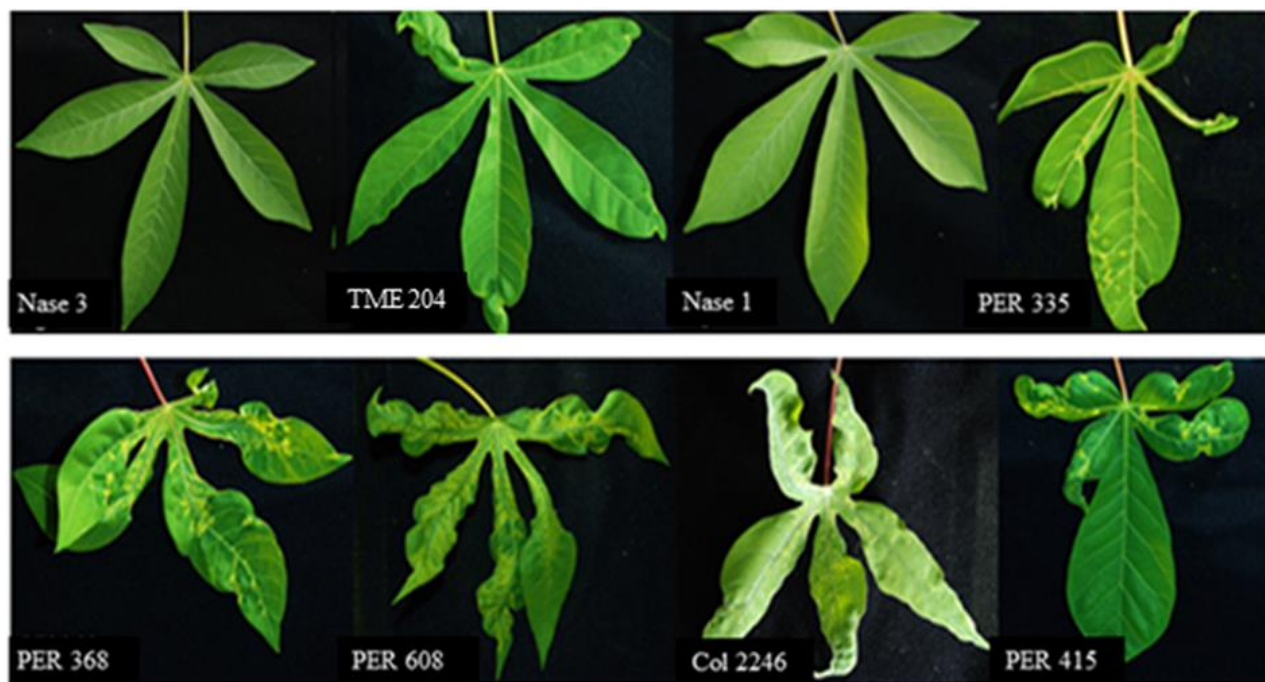 Nase 3
TME 204
Nase 1
PER 335
PER 368
PER 608
Col 2246
PER 415